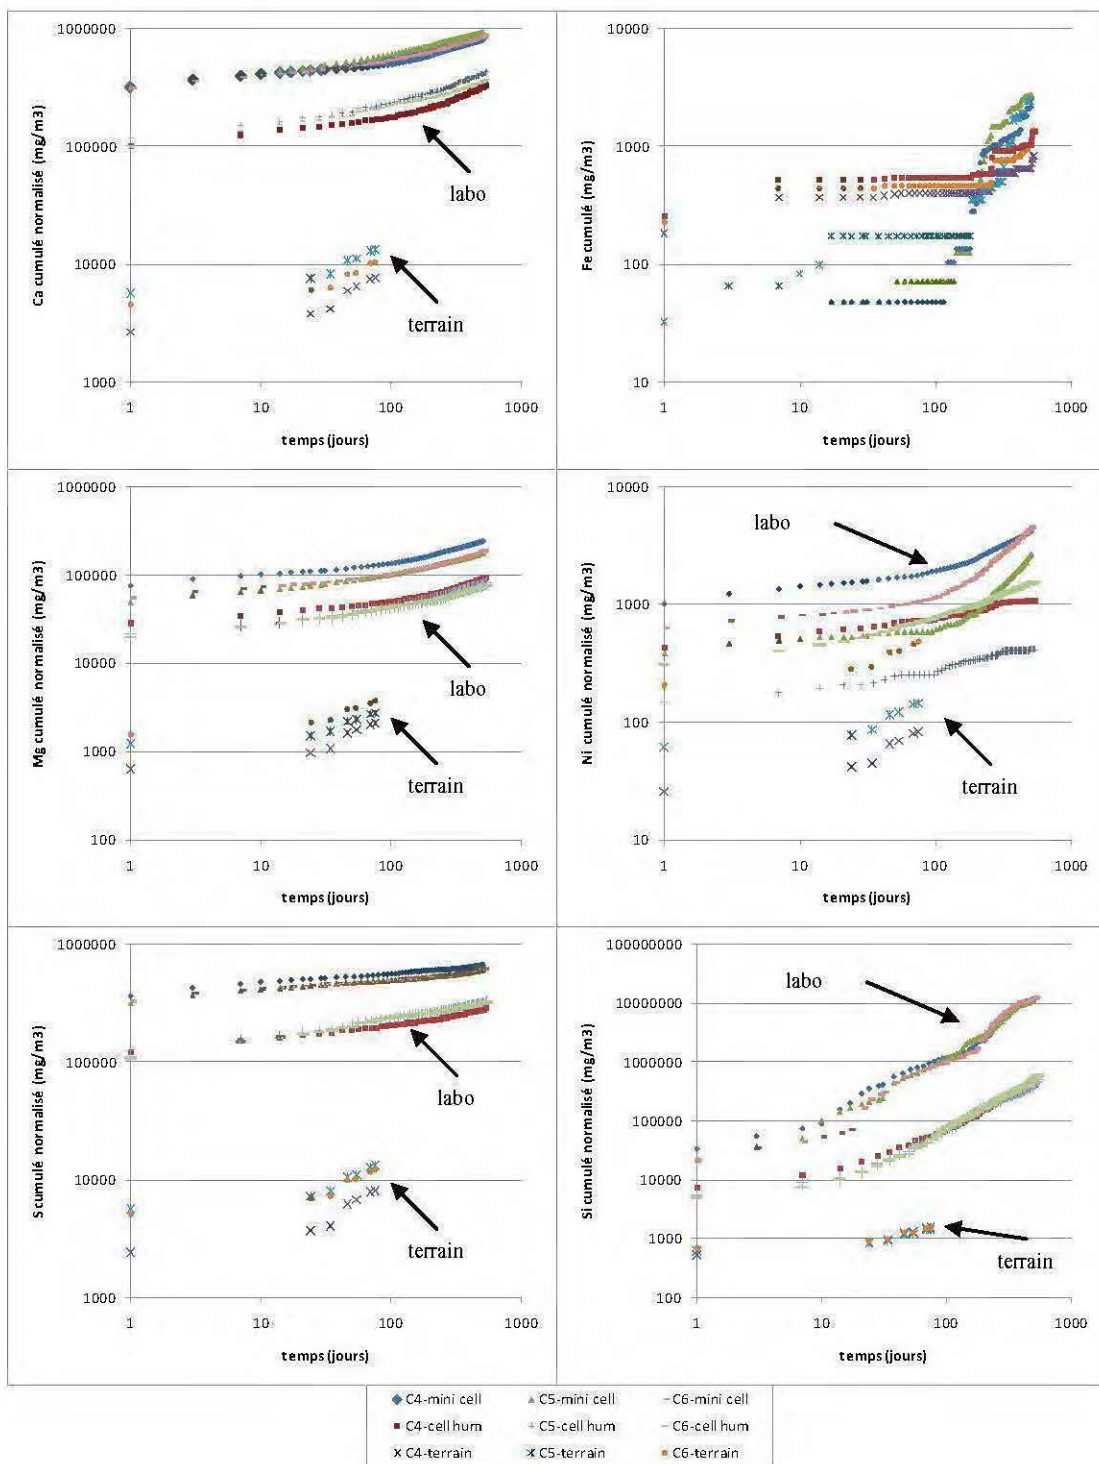 Ca cumulé normalisé (mg/m3)
1000000
100000
10000
1000
1 10 100 1000
temps (jours)
labo
terrain
Fe cumulé (mg/m3)
10000
1000
100
10
1 10 100 1000
temps (jours)
Mg cumulé normalisé (mg/m3)
1000000
100000
10000
1000
100
1 10 100 1000
temps (jours)
labo
terrain
Ni cumulé normalisé (mg/m3)
10000
1000
100
10
1 10 100 1000
temps (jours)
labo
terrain
S cumulé normalisé (mg/m3)
1000000
100000
10000
1000
1 10 100 1000
temps (jours)
labo
terrain
Si cumulé normalisé (mg/m3)
100000000
10000000
1000000
100000
10000
1000
100
1 10 100 1000
temps (jours)
labo
terrain
C4-mini cell C5-mini cell C6-mini cell
C4-cell hum C5-cell hum C6-cell hum
C4-terrain C5-terrain C6-terrain